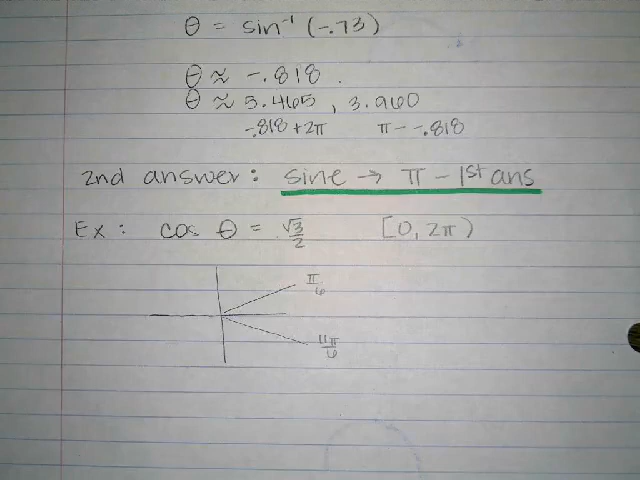 θ = sin⁻¹ (-.73)
θ ≈ -.818
θ ≈ 5.465, 3.960
-.818+2π π--.818
2nd answer: sine → π - 1st ans
Ex: cos θ = √3/2 [0, 2π)
π/6
11π/6